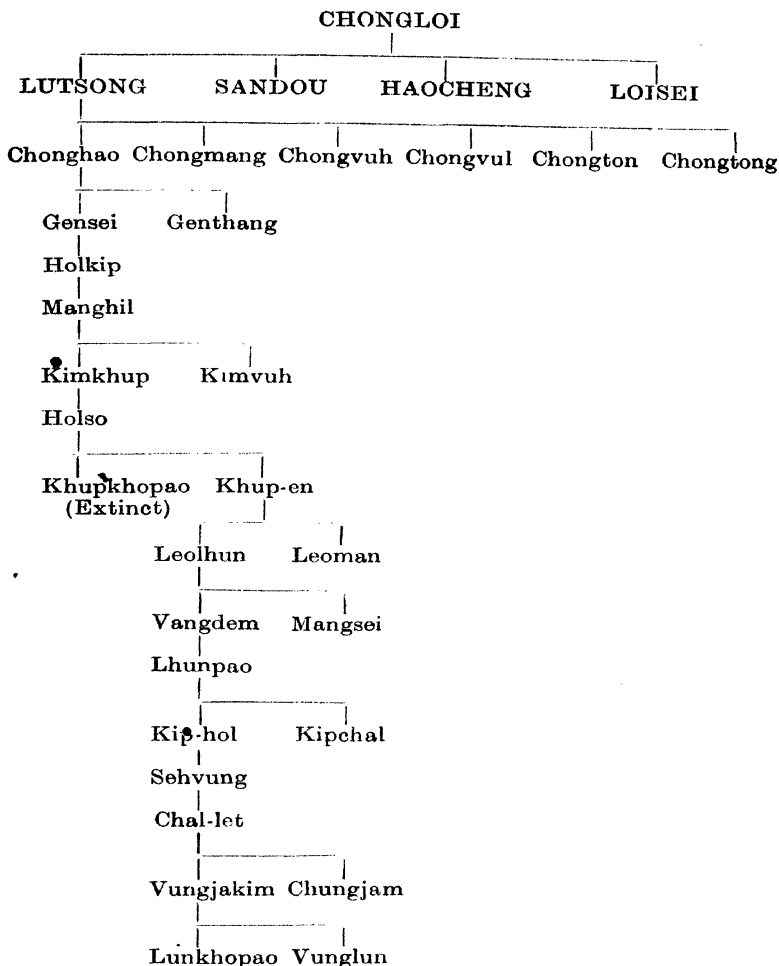 CHONGLOI
LUTSONG SANDOU HAOCHENG LOISEI
Chonghao Chongmang Chongvuh Chongvul Chongton Chongtong
Gensei Genthang
Holkip
Manghil
Kimkhup Kimvuh
Holso
Khupkhopao Khup-en
(Extinct)
Leolhun Leoman
Vangdem Mangsei
Lhunpao
Kip-hol Kipchal
Sehvung
Chal-let
Vungjakim Chungjam
Lunkhopao Vunglun